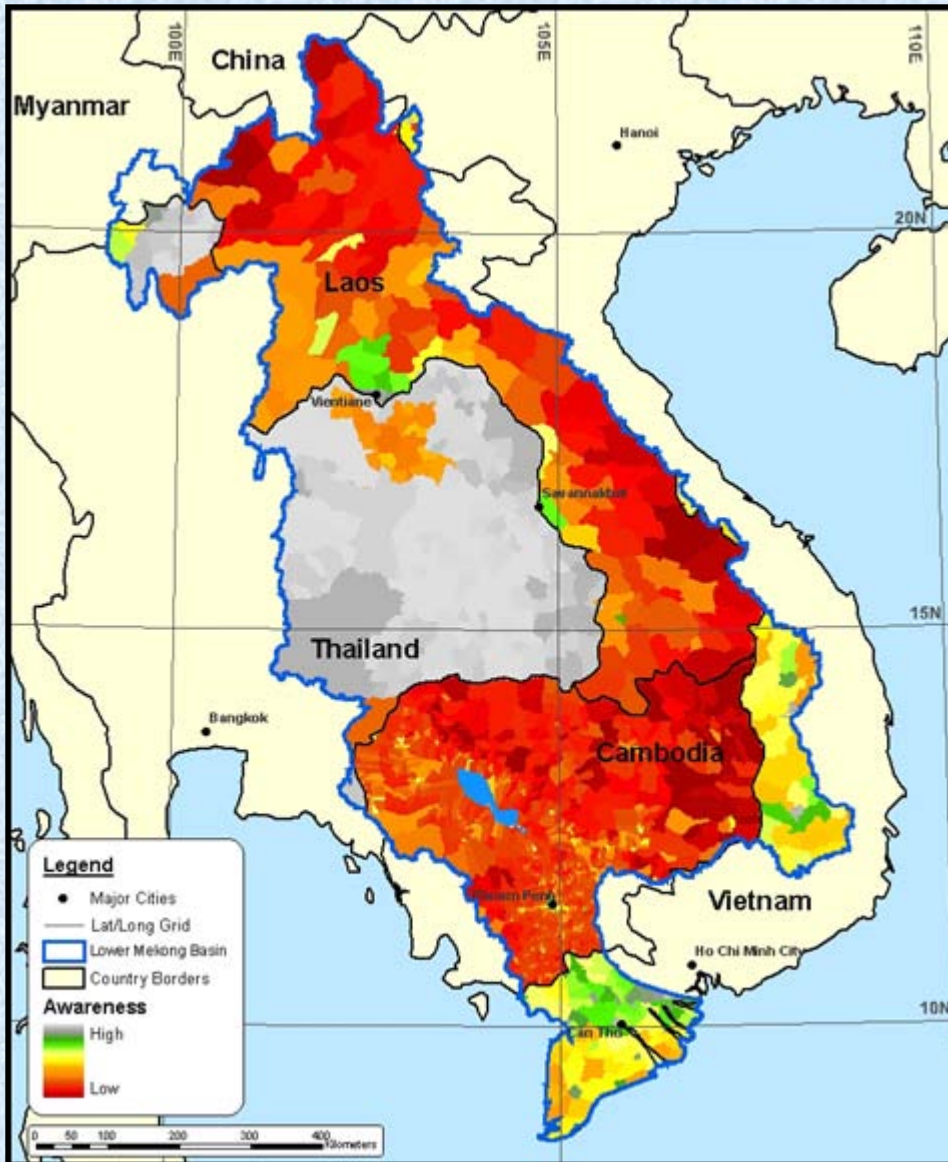 100E
105E
110E
China
Myanmar
Hanoi
20N
Laos
Vientiane
Savannakhet
15N
Thailand
Bangkok
Cambodia
Phnom Penh
Vietnam
Ho Chi Minh City
10N
Can Tho
Legend
Major Cities
Lat/Long Grid
Lower Mekong Basin
Country Borders
Awareness
High
Low
0 50 100 200 300 400
Kilometers